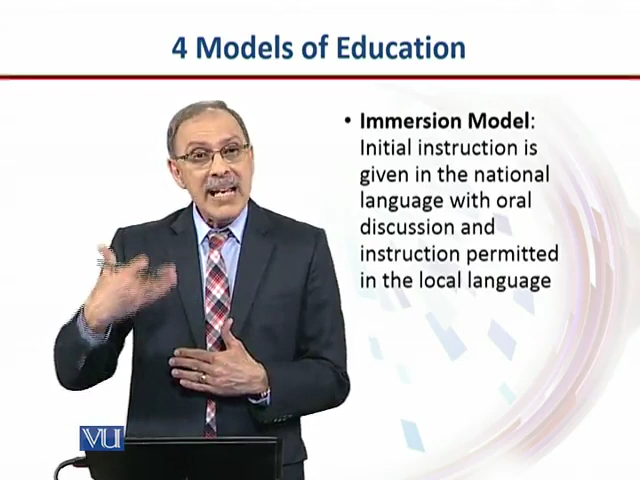 4 Models of Education
• Immersion Model:
Initial instruction is
given in the national
language with oral
discussion and
instruction permitted
in the local language
VU